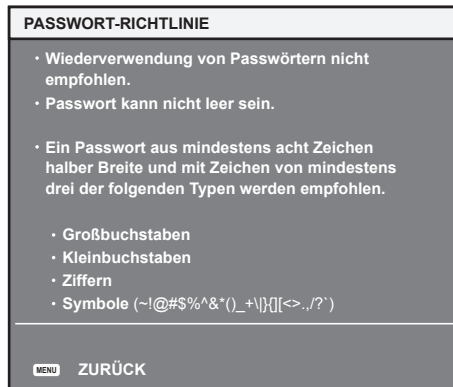 PASSWORT-RICHTLINIE
· Wiederverwendung von Passwörtern nicht
empfohlen.
· Passwort kann nicht leer sein.
· Ein Passwort aus mindestens acht Zeichen
halber Breite und mit Zeichen von mindestens
drei der folgenden Typen werden empfohlen.
· Großbuchstaben
· Kleinbuchstaben
· Ziffern
· Symbole (~!@#$%^&*()_+\|}{][<>.,/?`)
MENU ZURÜCK